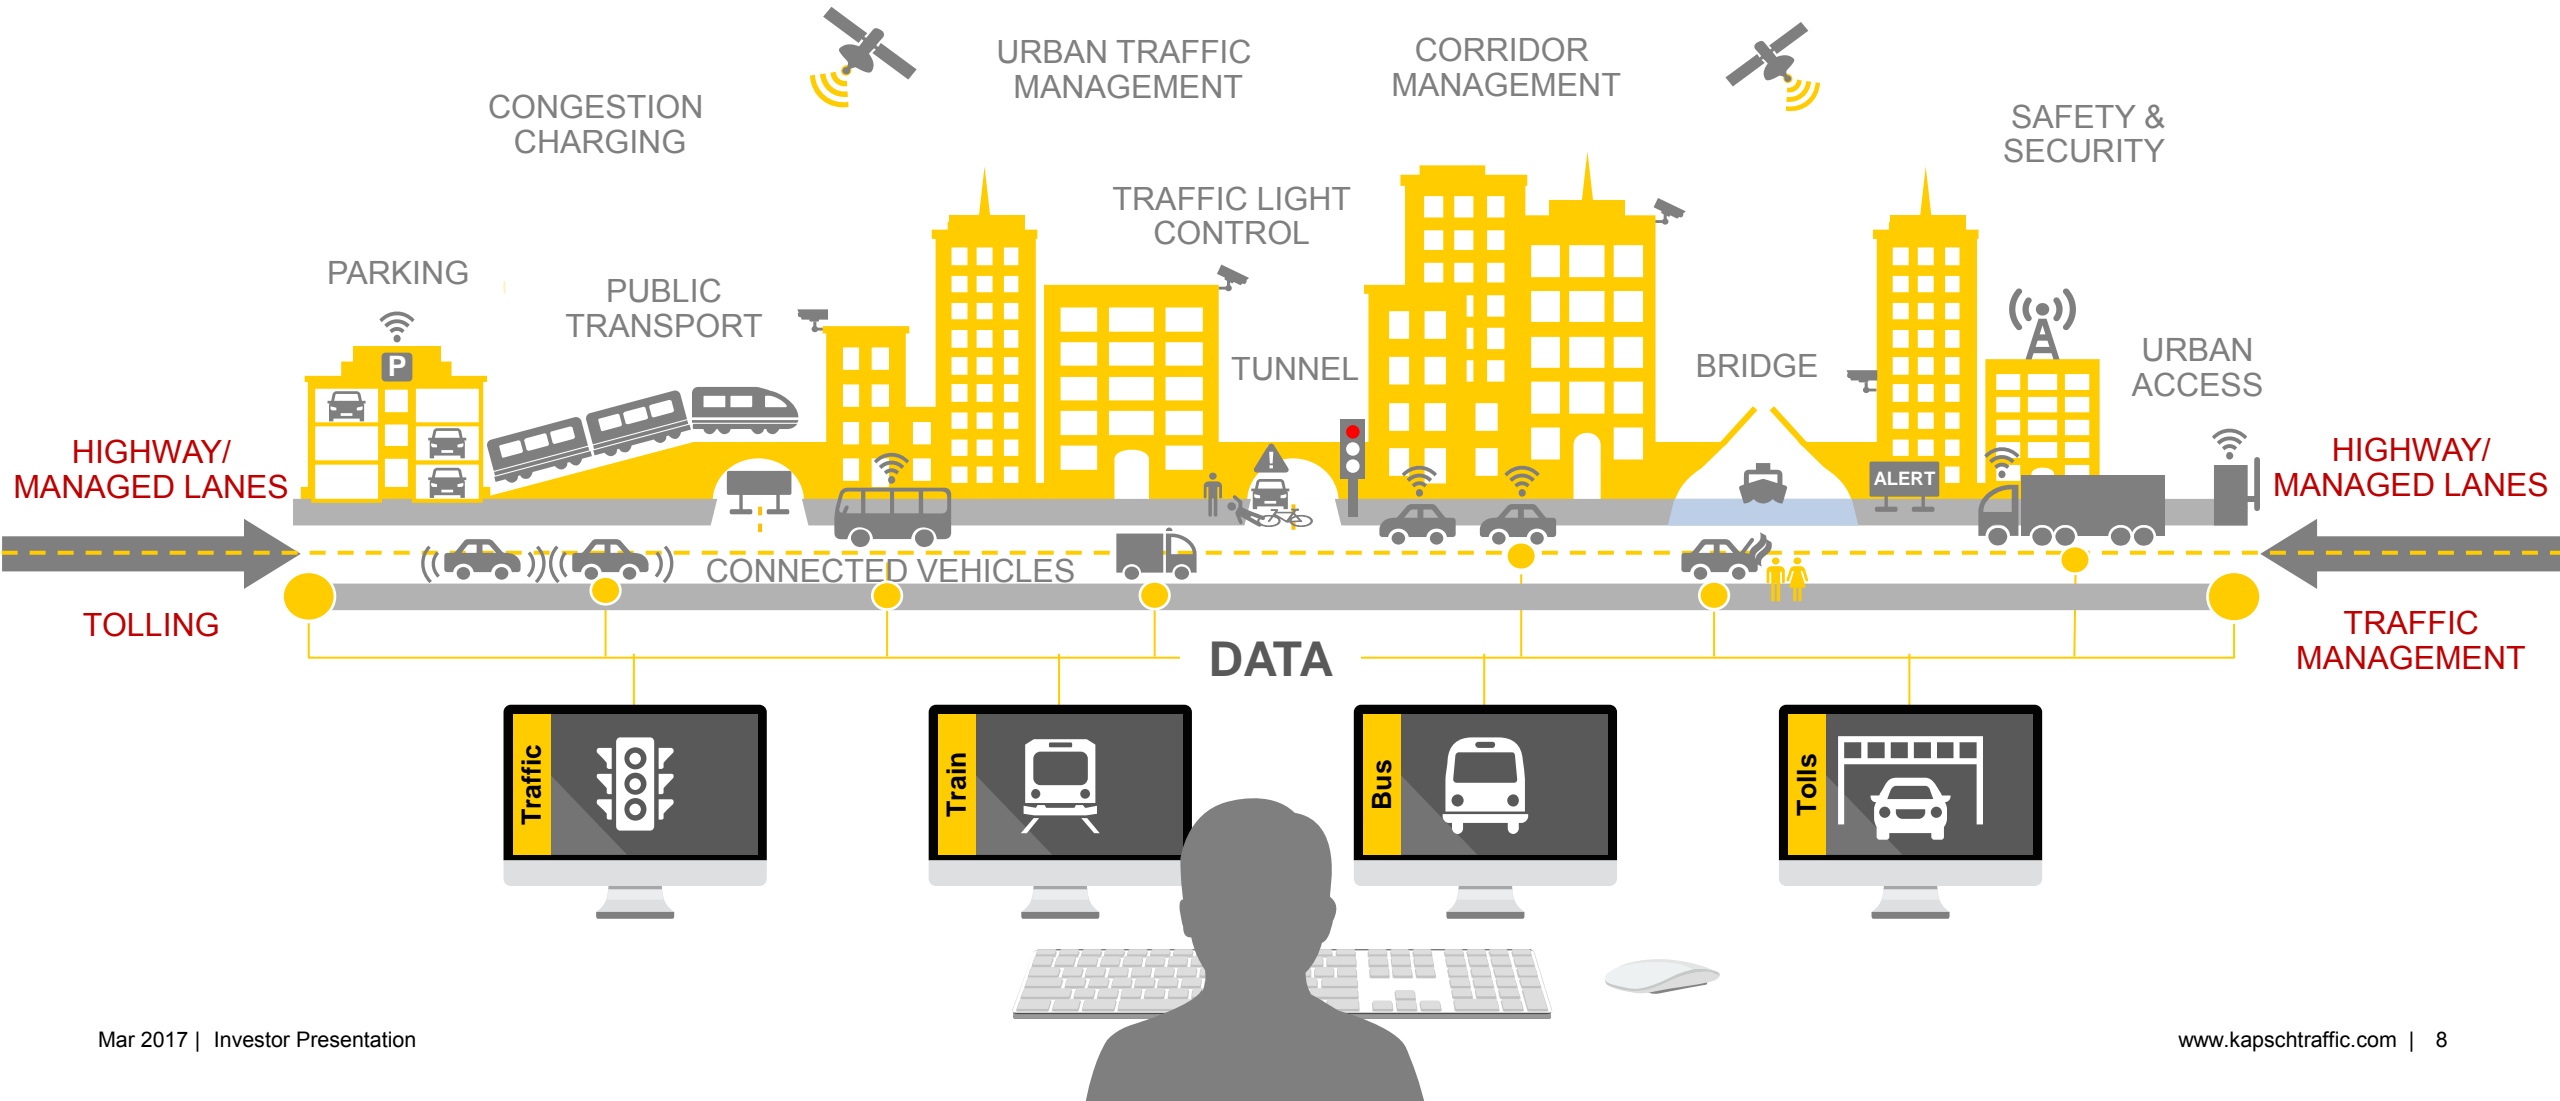 URBAN TRAFFIC
MANAGEMENT
CORRIDOR
MANAGEMENT
CONGESTION
CHARGING
SAFETY &
SECURITY
TRAFFIC LIGHT
CONTROL
PARKING
PUBLIC
TRANSPORT
TUNNEL
BRIDGE
URBAN
ACCESS
P
HIGHWAY/
MANAGED LANES
ALERT
HIGHWAY/
MANAGED LANES
CONNECTED VEHICLES
TOLLING
TRAFFIC
MANAGEMENT
DATA
Traffic
Train
Bus
Tolls
Mar 2017 | Investor Presentation
www.kapschtraffic.com | 8